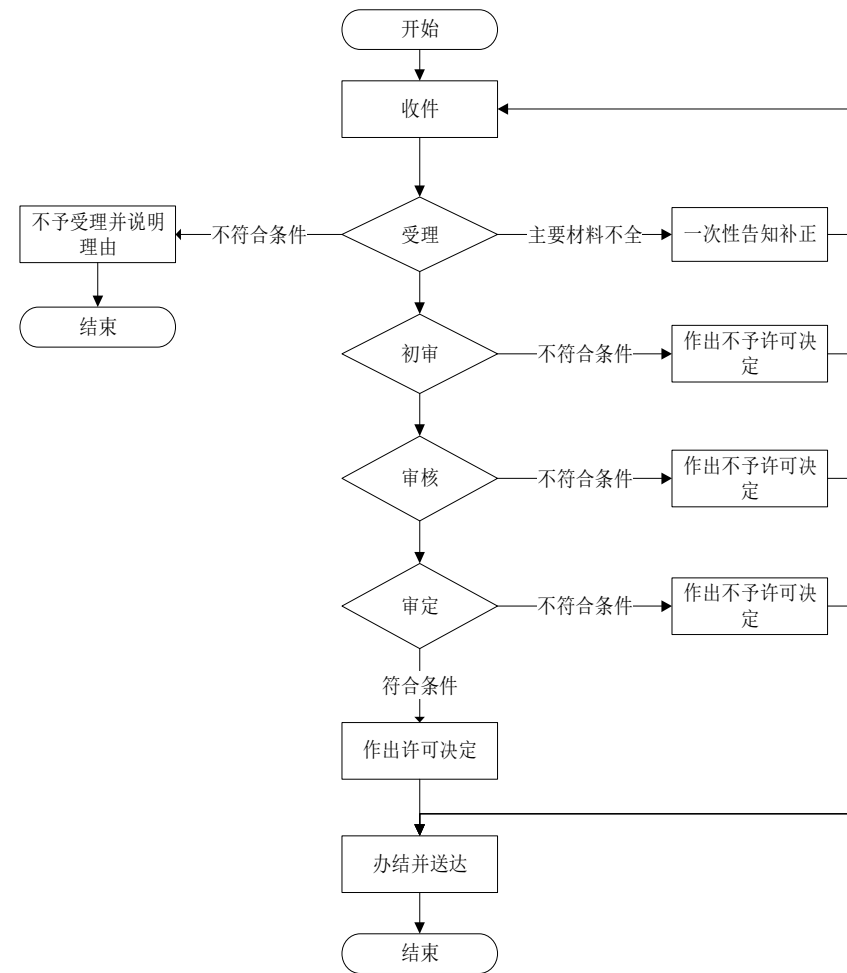 开始
收件
不予受理并说明
理由
不符合条件
受理
主要材料不全
一次性告知补正
结束
初审
不符合条件
作出不予许可决
定
审核
不符合条件
作出不予许可决
定
审定
不符合条件
作出不予许可决
定
符合条件
作出许可决定
办结并送达
结束